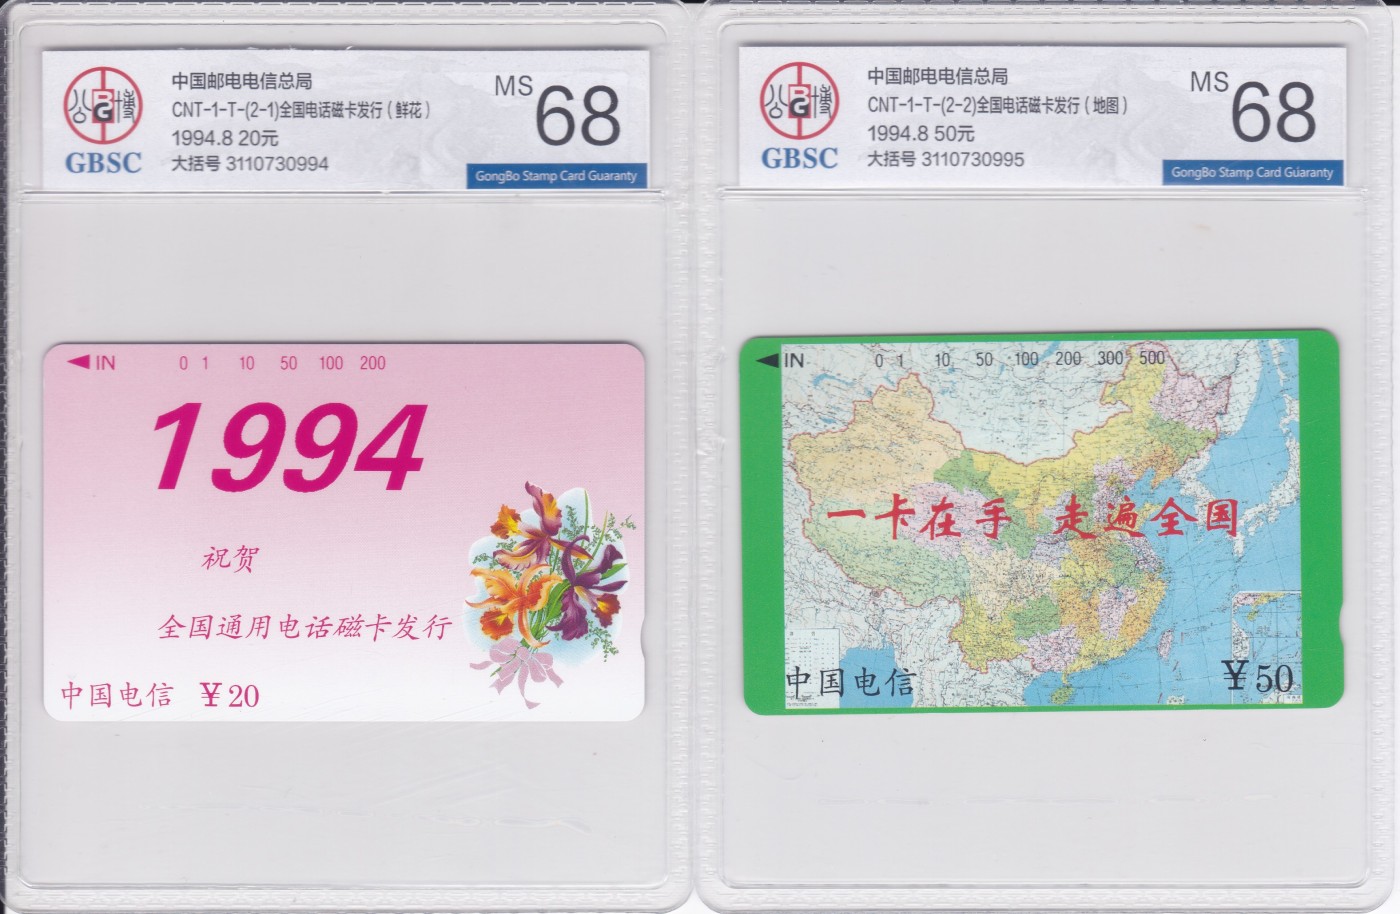 中国邮电电信总局
CNT-1-T-(2-1)全国电话磁卡发行(鲜花)
1994.8 20元
大括号 3110730994
MS 68
公 BG 博
GBSC
GongBo Stamp Card Guaranty
IN 0 1 10 50 100 200
1994
祝贺
全国通用电话磁卡发行
中国电信 ¥20
中国邮电电信总局
CNT-1-T-(2-2)全国电话磁卡发行(地图)
1994.8 50元
大括号 3110730995
MS 68
公 BG 博
GBSC
GongBo Stamp Card Guaranty
IN 0 1 10 50 100 200 300 500
一卡在手 走遍全国
中国电信 ¥50